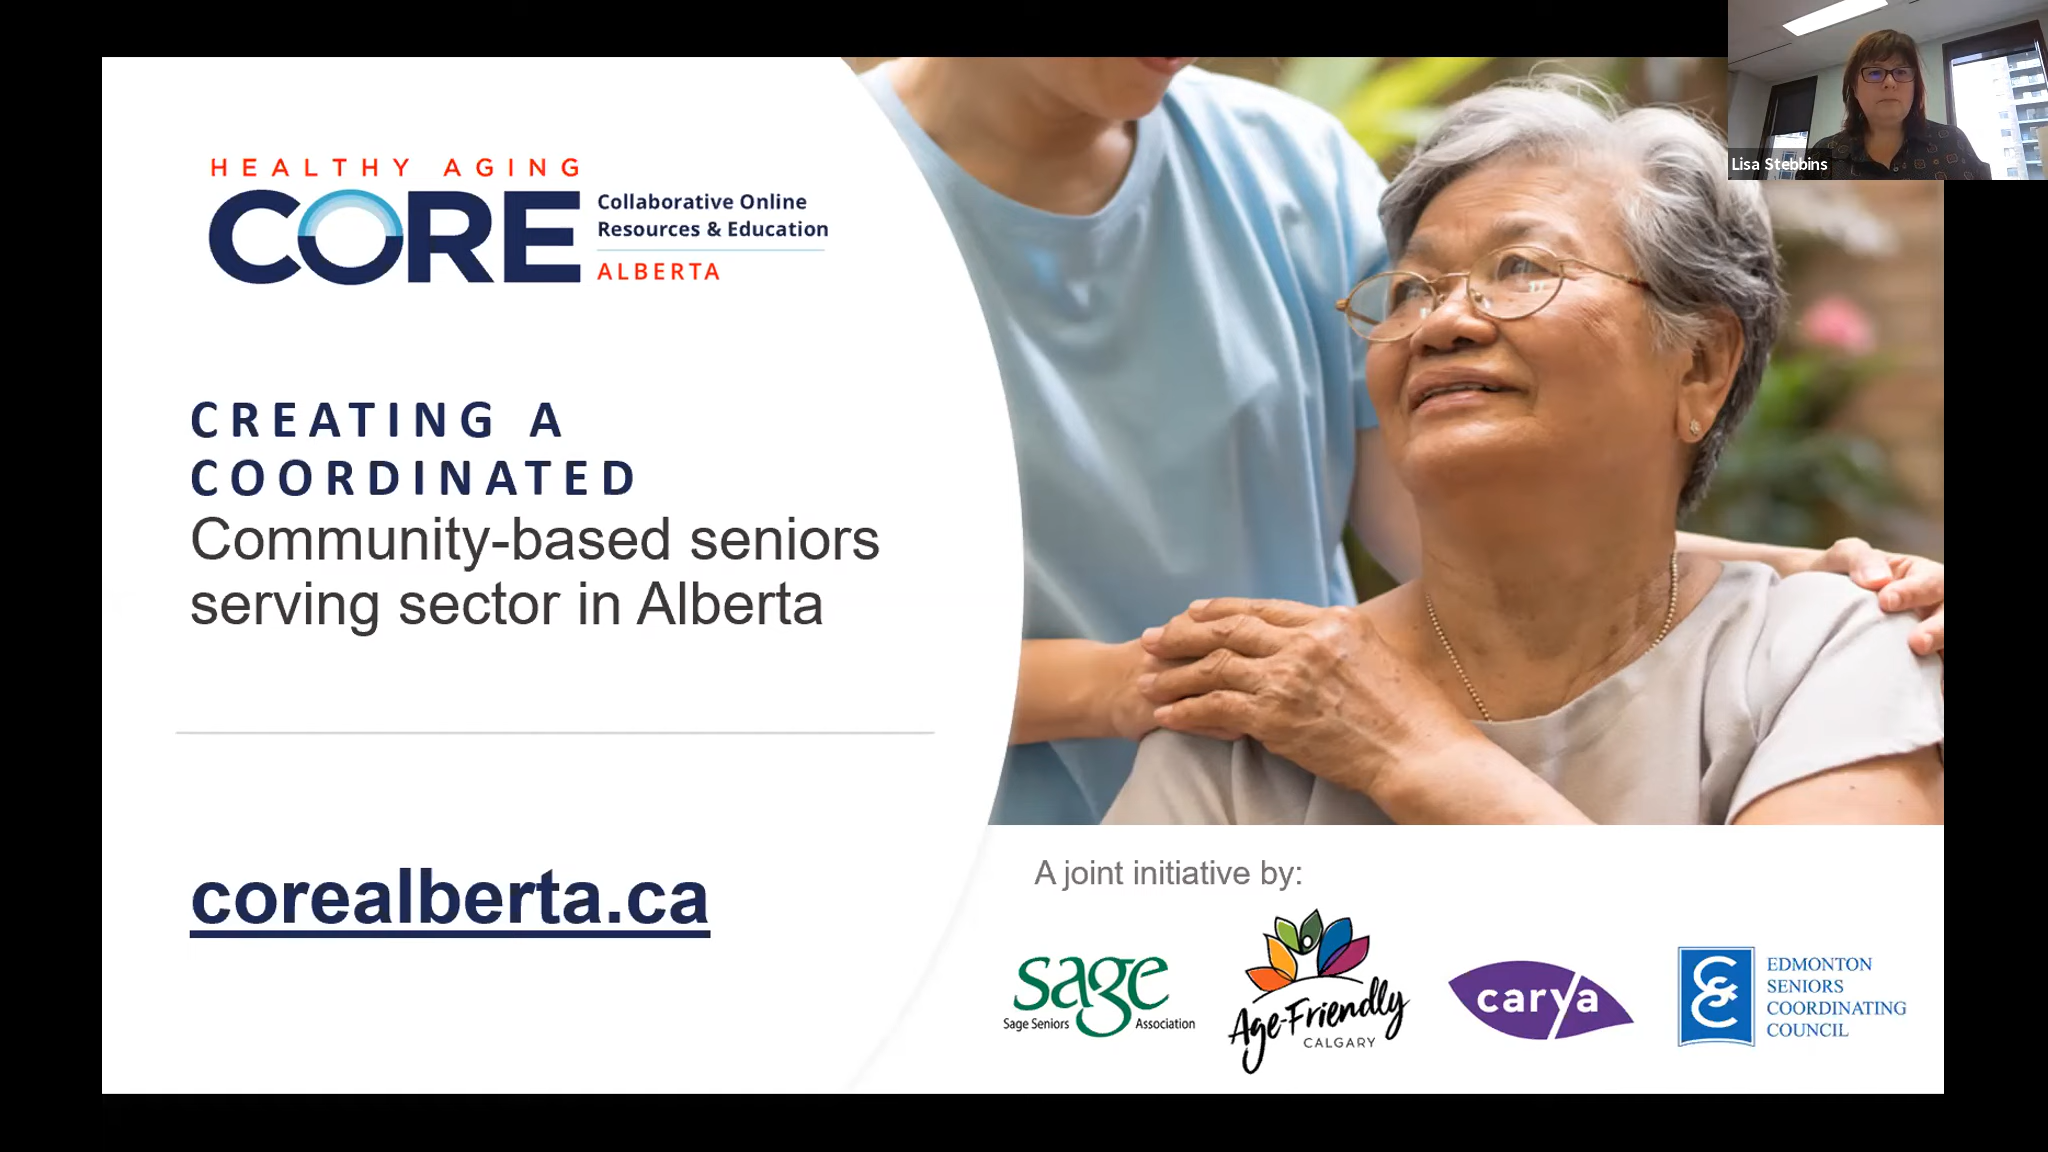 HEALTHY AGING
CORE
Collaborative Online
Resources & Education
ALBERTA
CREATING A
COORDINATED
Community-based seniors
serving sector in Alberta
corealberta.ca
Lisa Stebbins
A joint initiative by:
sage
Sage Seniors Association
Age-Friendly
CALGARY
carya
EDMONTON
SENIORS
COORDINATING
COUNCIL